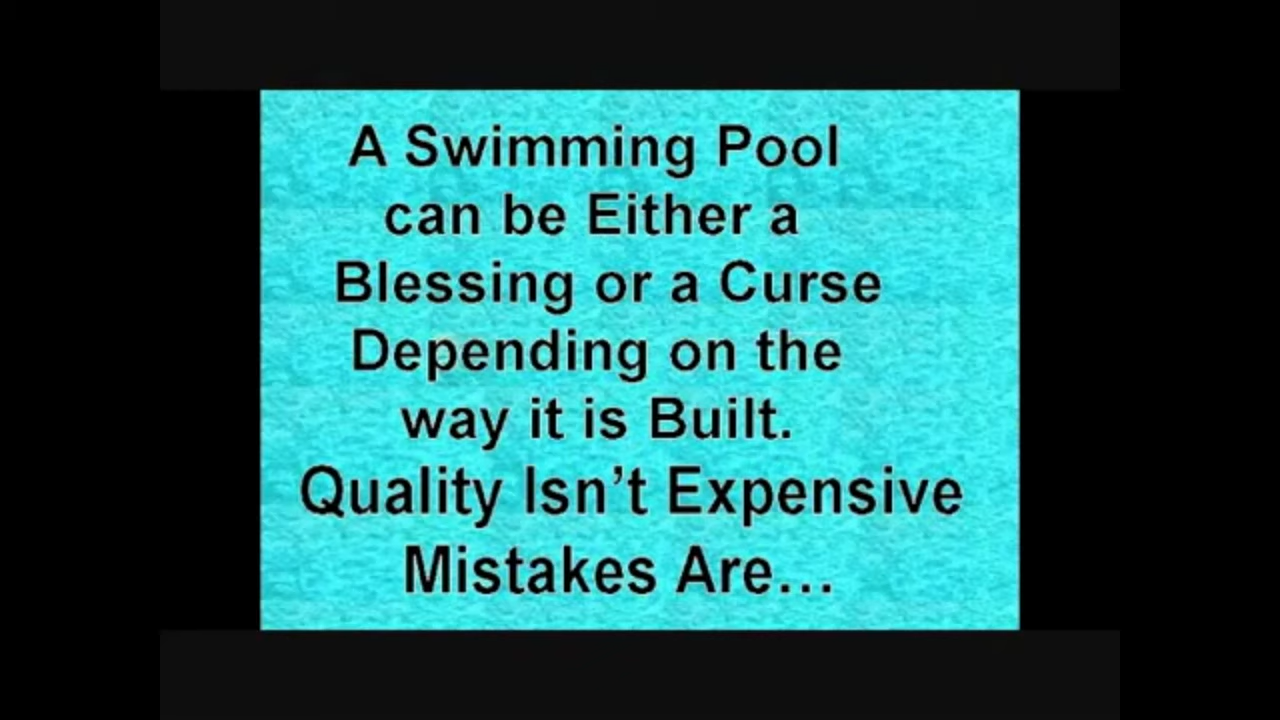 A Swimming Pool
can be Either a
Blessing or a Curse
Depending on the
way it is Built.
Quality Isn’t Expensive
Mistakes Are...